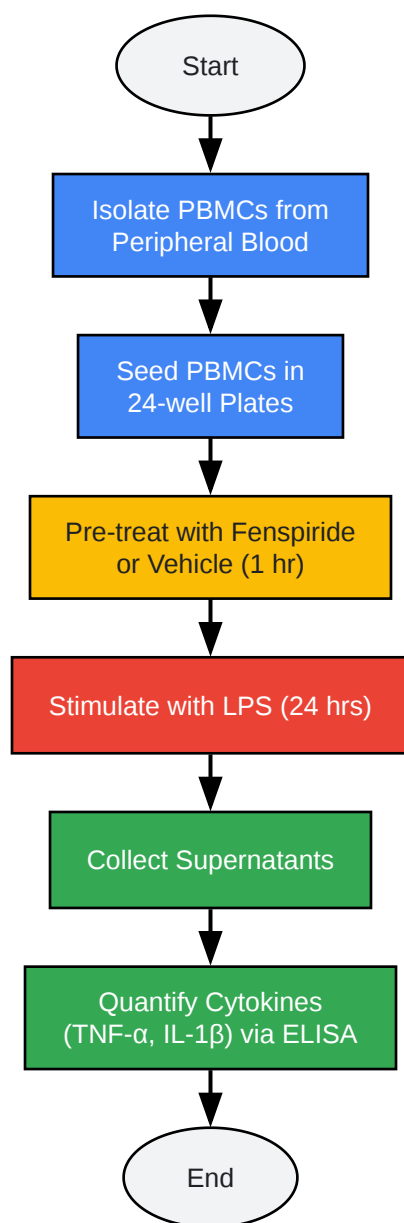 Start
Isolate PBMCs from
Peripheral Blood
Seed PBMCs in
24-well Plates
Pre-treat with Fenspiride
or Vehicle (1 hr)
Stimulate with LPS (24 hrs)
Collect Supernatants
Quantify Cytokines
(TNF-α, IL-1β) via ELISA
End